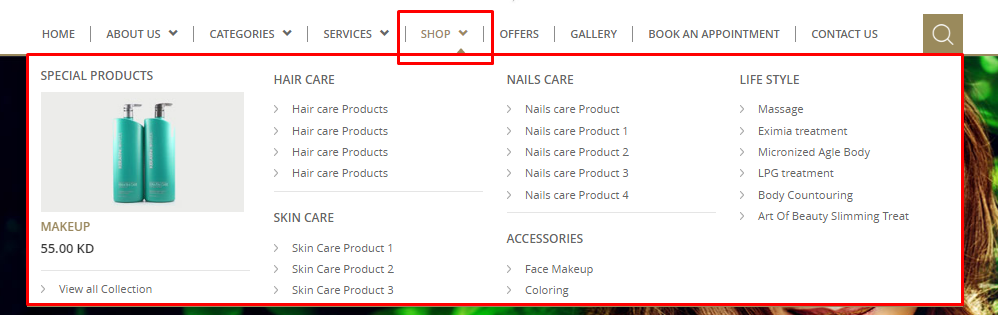 HOME
ABOUT US
CATEGORIES
SERVICES
SHOP
OFFERS
GALLERY
BOOK AN APPOINTMENT
CONTACT US
SPECIAL PRODUCTS
MAKEUP
55.00 KD
View all Collection
HAIR CARE
Hair care Products
Hair care Products
Hair care Products
Hair care Products
SKIN CARE
Skin Care Product 1
Skin Care Product 2
Skin Care Product 3
NAILS CARE
Nails care Product
Nails care Product 1
Nails care Product 2
Nails care Product 3
Nails care Product 4
ACCESSORIES
Face Makeup
Coloring
LIFE STYLE
Massage
Eximia treatment
Micronized Agle Body
LPG treatment
Body Countouring
Art Of Beauty Slimming Treat